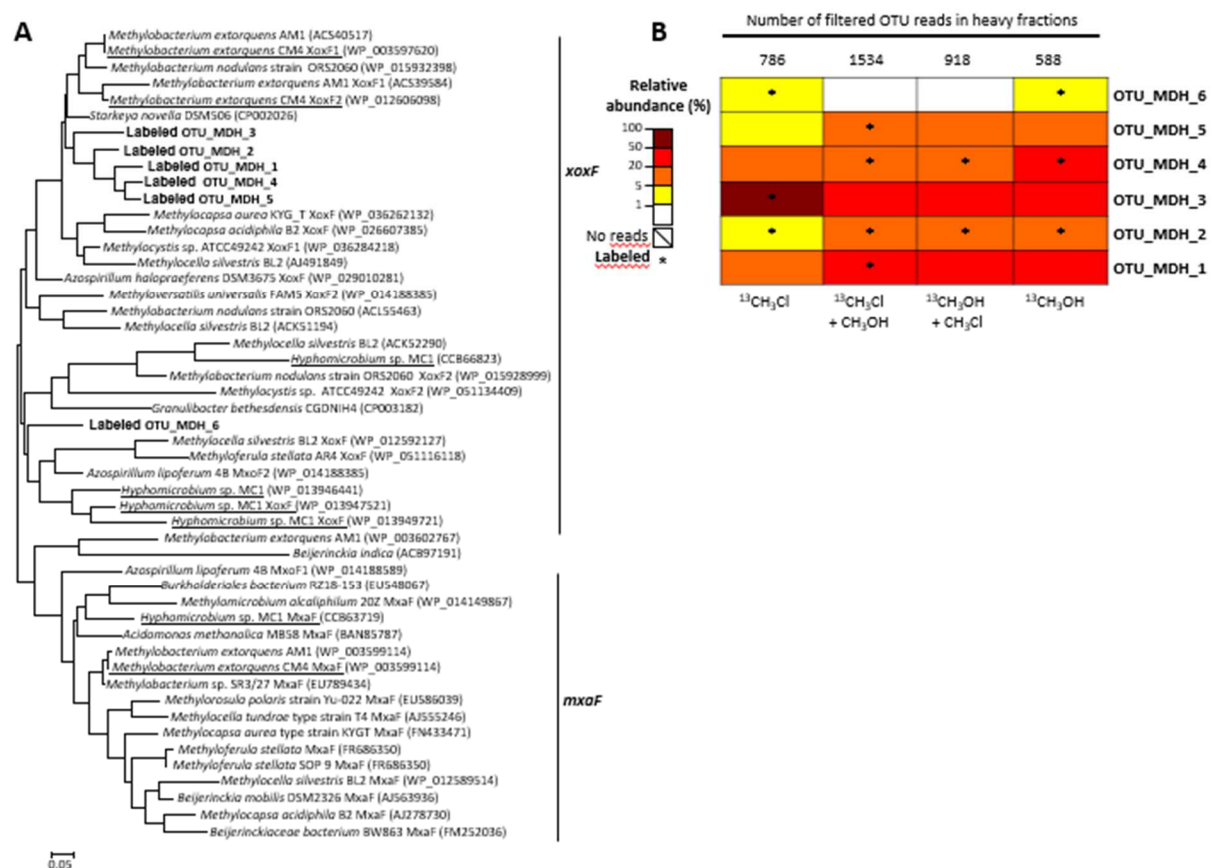 A
Methylobacterium extorquens AM1 (ACS40517)
Methylobacterium extorquens CM4 XoxF1 (WP_003597620)
Methylobacterium nodulans strain ORS2060 (WP_015932398)
Methylobacterium extorquens AM1 XoxF1 (ACS39584)
Methylobacterium extorquens CM4 XoxF2 (WP_012606098)
Starkeya novella DSM506 (CP002026)
Labeled OTU_MDH_3
Labeled OTU_MDH_2
Labeled OTU_MDH_1
Labeled OTU_MDH_4
Labeled OTU_MDH_5
Methylocapsa aurea KYG_T XoxF (WP_036262132)
Methylocapsa acidiphila B2 XoxF (WP_026607385)
Methylocystis sp. ATCC49242 XoxF1 (WP_036284218)
Methylocella silvestris BL2 (AJ491849)
Azospirillum halopraeferens DSM3675 XoxF (WP_029010281)
Methyloversatilis universalis FAM5 XoxF2 (WP_014188385)
Methylobacterium nodulans strain ORS2060 (ACL55463)
Methylocella silvestris BL2 (ACK51194)
Methylocella silvestris BL2 (ACK52290)
Hyphomicrobium sp. MC1 (CCB66823)
Methylobacterium nodulans strain ORS2060 XoxF2 (WP_015928999)
Methylocystis sp. ATCC49242 XoxF2 (WP_051134409)
Granulibacter bethesdensis CGDNIH4 (CP003182)
Labeled OTU_MDH_6
Methylocella silvestris BL2 XoxF (WP_012592127)
Methyloferula stellata AR4 XoxF (WP_051116118)
Azospirillum lipoferum 4B MxoF2 (WP_014188385)
Hyphomicrobium sp. MC1 (WP_013946441)
Hyphomicrobium sp. MC1 XoxF (WP_013947521)
Hyphomicrobium sp. MC1 XoxF (WP_013949721)
Methylobacterium extorquens AM1 (WP_003602767)
Beijerinckia indica (ACB97191)
Azospirillum lipoferum 4B MxoF1 (WP_014188589)
Burkholderiales bacterium RZ18-153 (EU548067)
Methylomicrobium alcaliphilum 20Z MxaF (WP_014149867)
Hyphomicrobium sp. MC1 MxaF (CCB63719)
Acidomonas methanolica MB58 MxaF (BAN85787)
Methylobacterium extorquens AM1 (WP_003599114)
Methylobacterium extorquens CM4 MxaF (WP_003599114)
Methylobacterium sp. SR3/27 MxaF (EU789434)
Methylorosula polaris strain Yu-022 MxaF (EU586039)
Methylocella tundrae type strain T4 MxaF (AJ555246)
Methylocapsa aurea type strain KYGT MxaF (FN433471)
Methyloferula stellata MxaF (FR686350)
Methyloferula stellata SOP 9 MxaF (FR686350)
Methylocella silvestris BL2 MxaF (WP_012589514)
Beijerinckia mobilis DSM2326 MxaF (AJ563936)
Methylocapsa acidiphila B2 MxaF (AJ278730)
Beijerinckiaceae bacterium BW863 MxaF (FM252036)
0.05
xoxF
mxaF
B
Number of filtered OTU reads in heavy fractions
786 1534 918 588
Relative
abundance (%)
100
50
20
5
1
No reads
Labeled *
* * OTU_MDH_6
* OTU_MDH_5
* * * OTU_MDH_4
* OTU_MDH_3
* * * * OTU_MDH_2
* OTU_MDH_1
¹³CH₃Cl ¹³CH₃Cl ¹³CH₃OH ¹³CH₃OH
+ CH₃OH + CH₃Cl